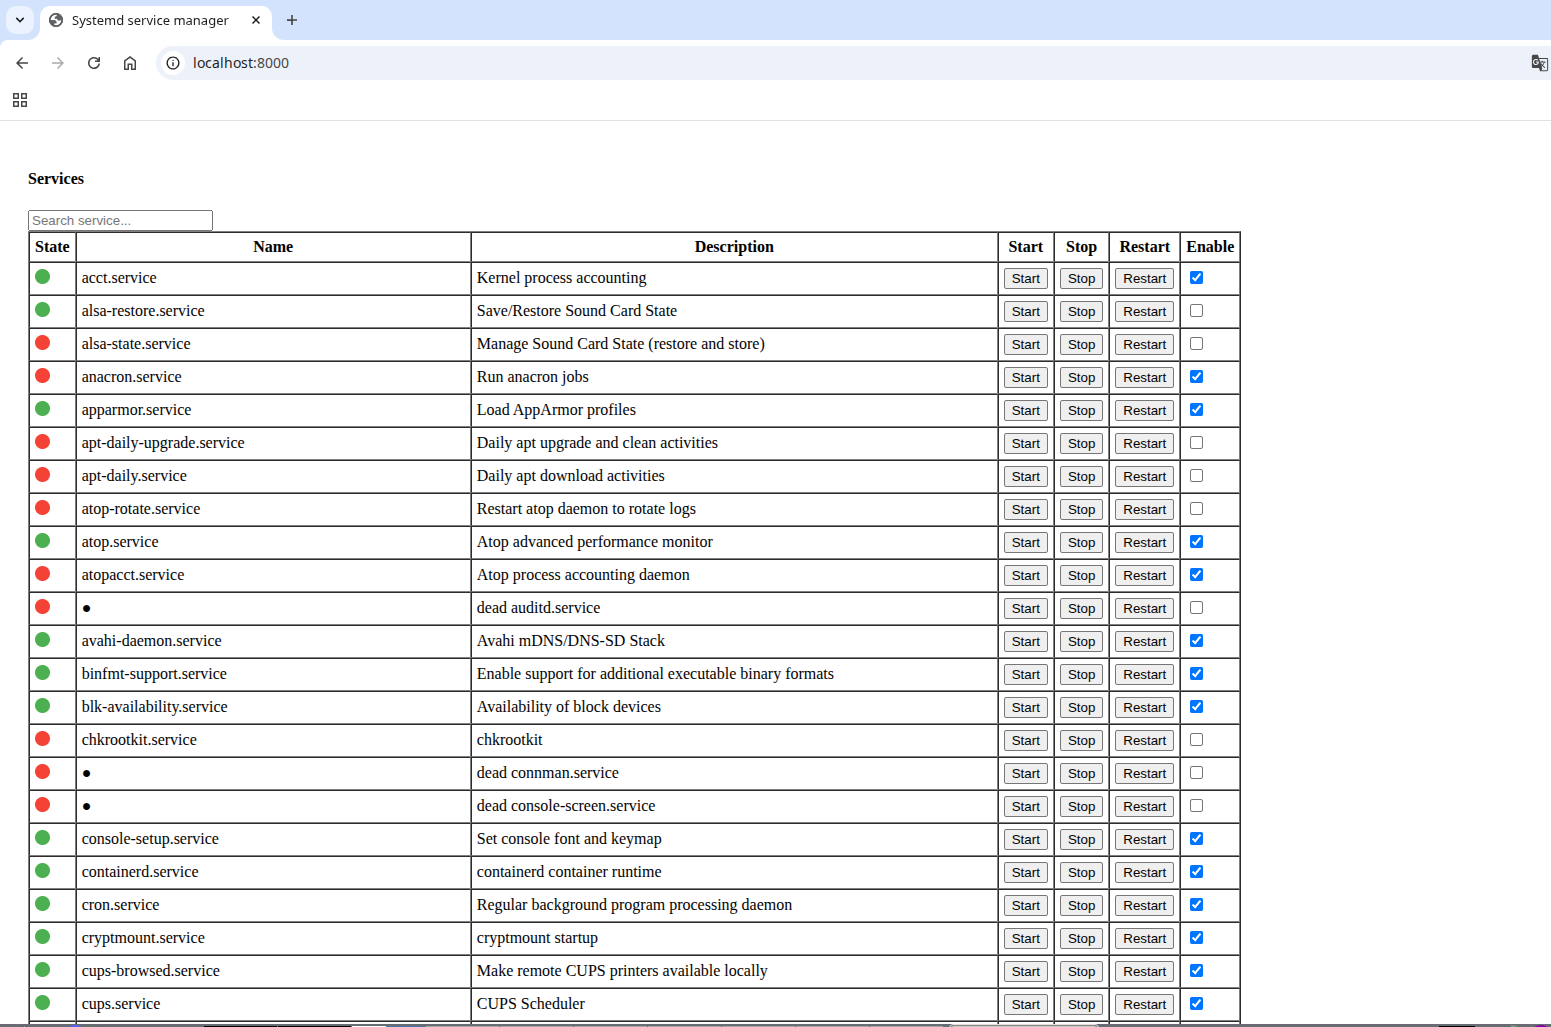 Systemd service manager
localhost:8000
Services
Search service...
State Name Description Start Stop Restart Enable
acct.service Kernel process accounting Start Stop Restart
alsa-restore.service Save/Restore Sound Card State Start Stop Restart
alsa-state.service Manage Sound Card State (restore and store) Start Stop Restart
anacron.service Run anacron jobs Start Stop Restart
apparmor.service Load AppArmor profiles Start Stop Restart
apt-daily-upgrade.service Daily apt upgrade and clean activities Start Stop Restart
apt-daily.service Daily apt download activities Start Stop Restart
atop-rotate.service Restart atop daemon to rotate logs Start Stop Restart
atop.service Atop advanced performance monitor Start Stop Restart
atopacct.service Atop process accounting daemon Start Stop Restart
● dead auditd.service Start Stop Restart
avahi-daemon.service Avahi mDNS/DNS-SD Stack Start Stop Restart
binfmt-support.service Enable support for additional executable binary formats Start Stop Restart
blk-availability.service Availability of block devices Start Stop Restart
chkrootkit.service chkrootkit Start Stop Restart
● dead connman.service Start Stop Restart
● dead console-screen.service Start Stop Restart
console-setup.service Set console font and keymap Start Stop Restart
containerd.service containerd container runtime Start Stop Restart
cron.service Regular background program processing daemon Start Stop Restart
cryptmount.service cryptmount startup Start Stop Restart
cups-browsed.service Make remote CUPS printers available locally Start Stop Restart
cups.service CUPS Scheduler Start Stop Restart